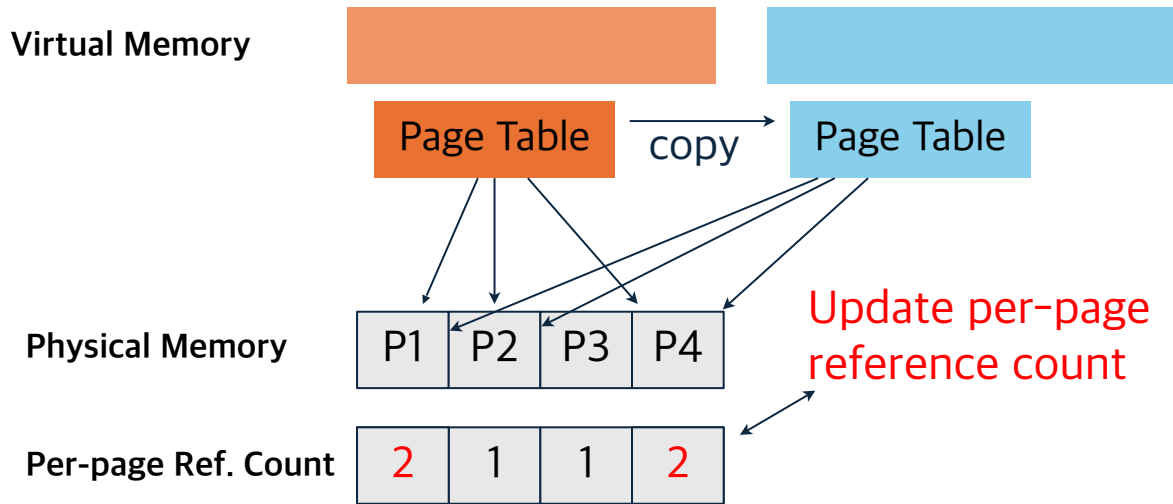 Virtual Memory
Page Table
copy
Page Table
Physical Memory
P1 P2 P3 P4
Update per-page
reference count
Per-page Ref. Count
2 1 1 2